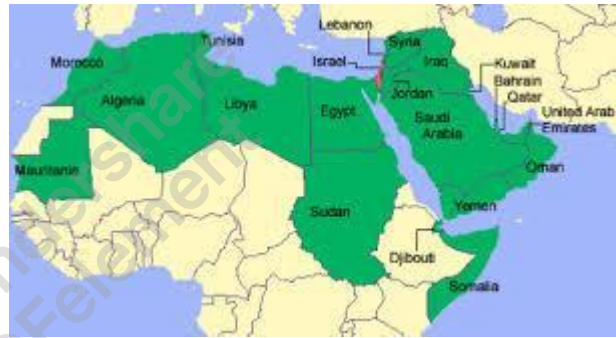 Lebanon
Tunisia
Syria
Morocco
Israel
Iraq
Kuwait
Bahrain
Algeria
Libya
Egypt
Jordan
Qatar
Saudi
Arabia
United Arab
Emirates
Mauritanie
Oman
Sudan
Yemen
Djibouti
Somalia